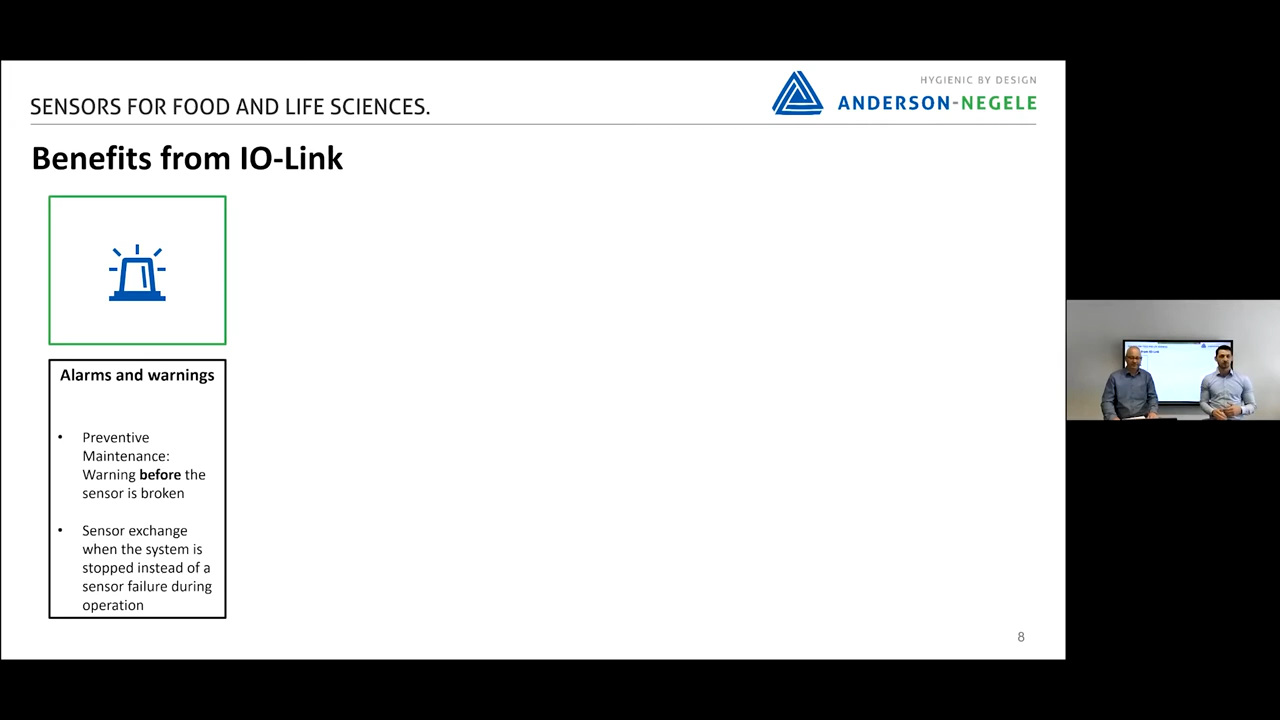 HYGIENIC BY DESIGN
ANDERSON-NEGELE
SENSORS FOR FOOD AND LIFE SCIENCES.
Benefits from IO-Link
Alarms and warnings
• Preventive
Maintenance:
Warning before the
sensor is broken
• Sensor exchange
when the system is
stopped instead of a
sensor failure during
operation
8